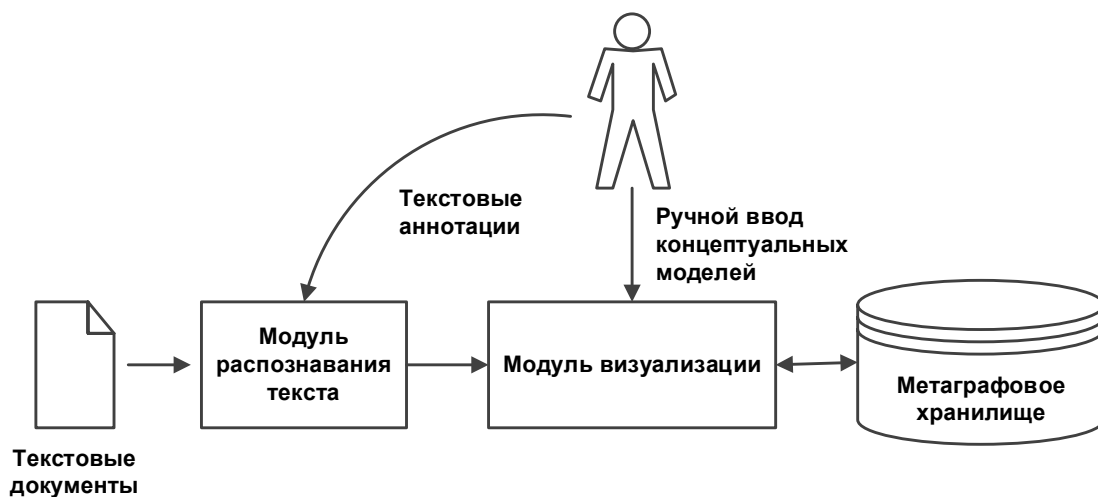 Текстовые
аннотации
Ручной ввод
концептуальных
моделей
Модуль
распознавания
текста
Модуль визуализации
Метаграфовое
хранилище
Текстовые
документы